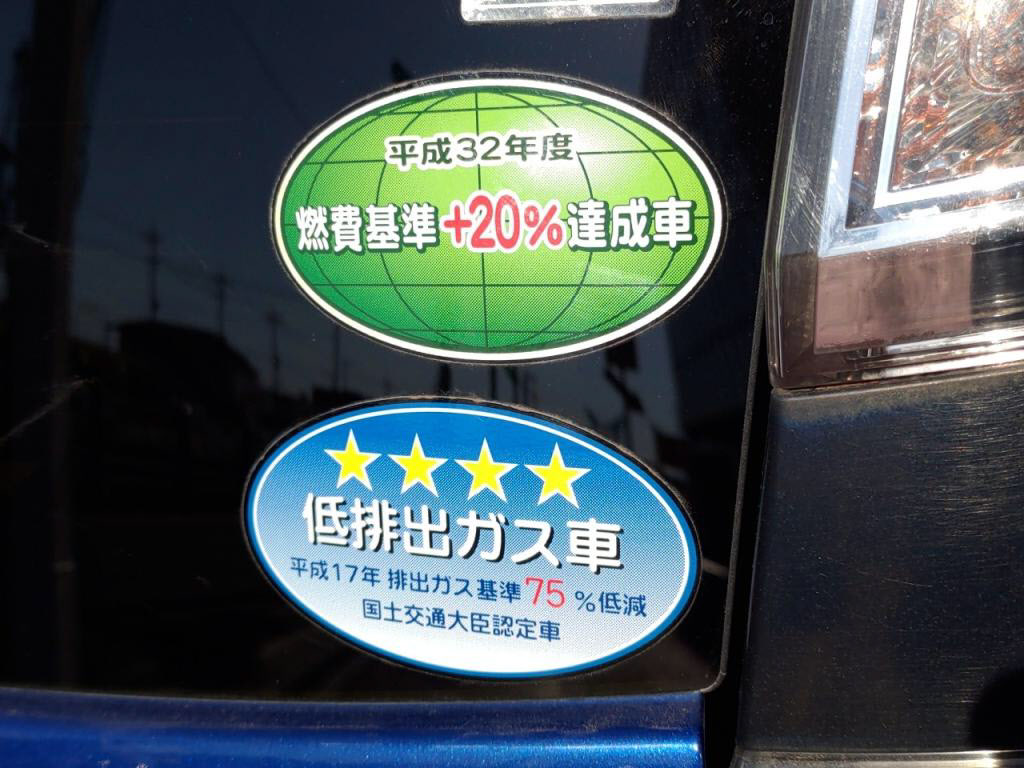 平成32年度
燃費基準+20%達成車
低排出ガス車
平成17年 排出ガス基準75%低減
国土交通大臣認定車